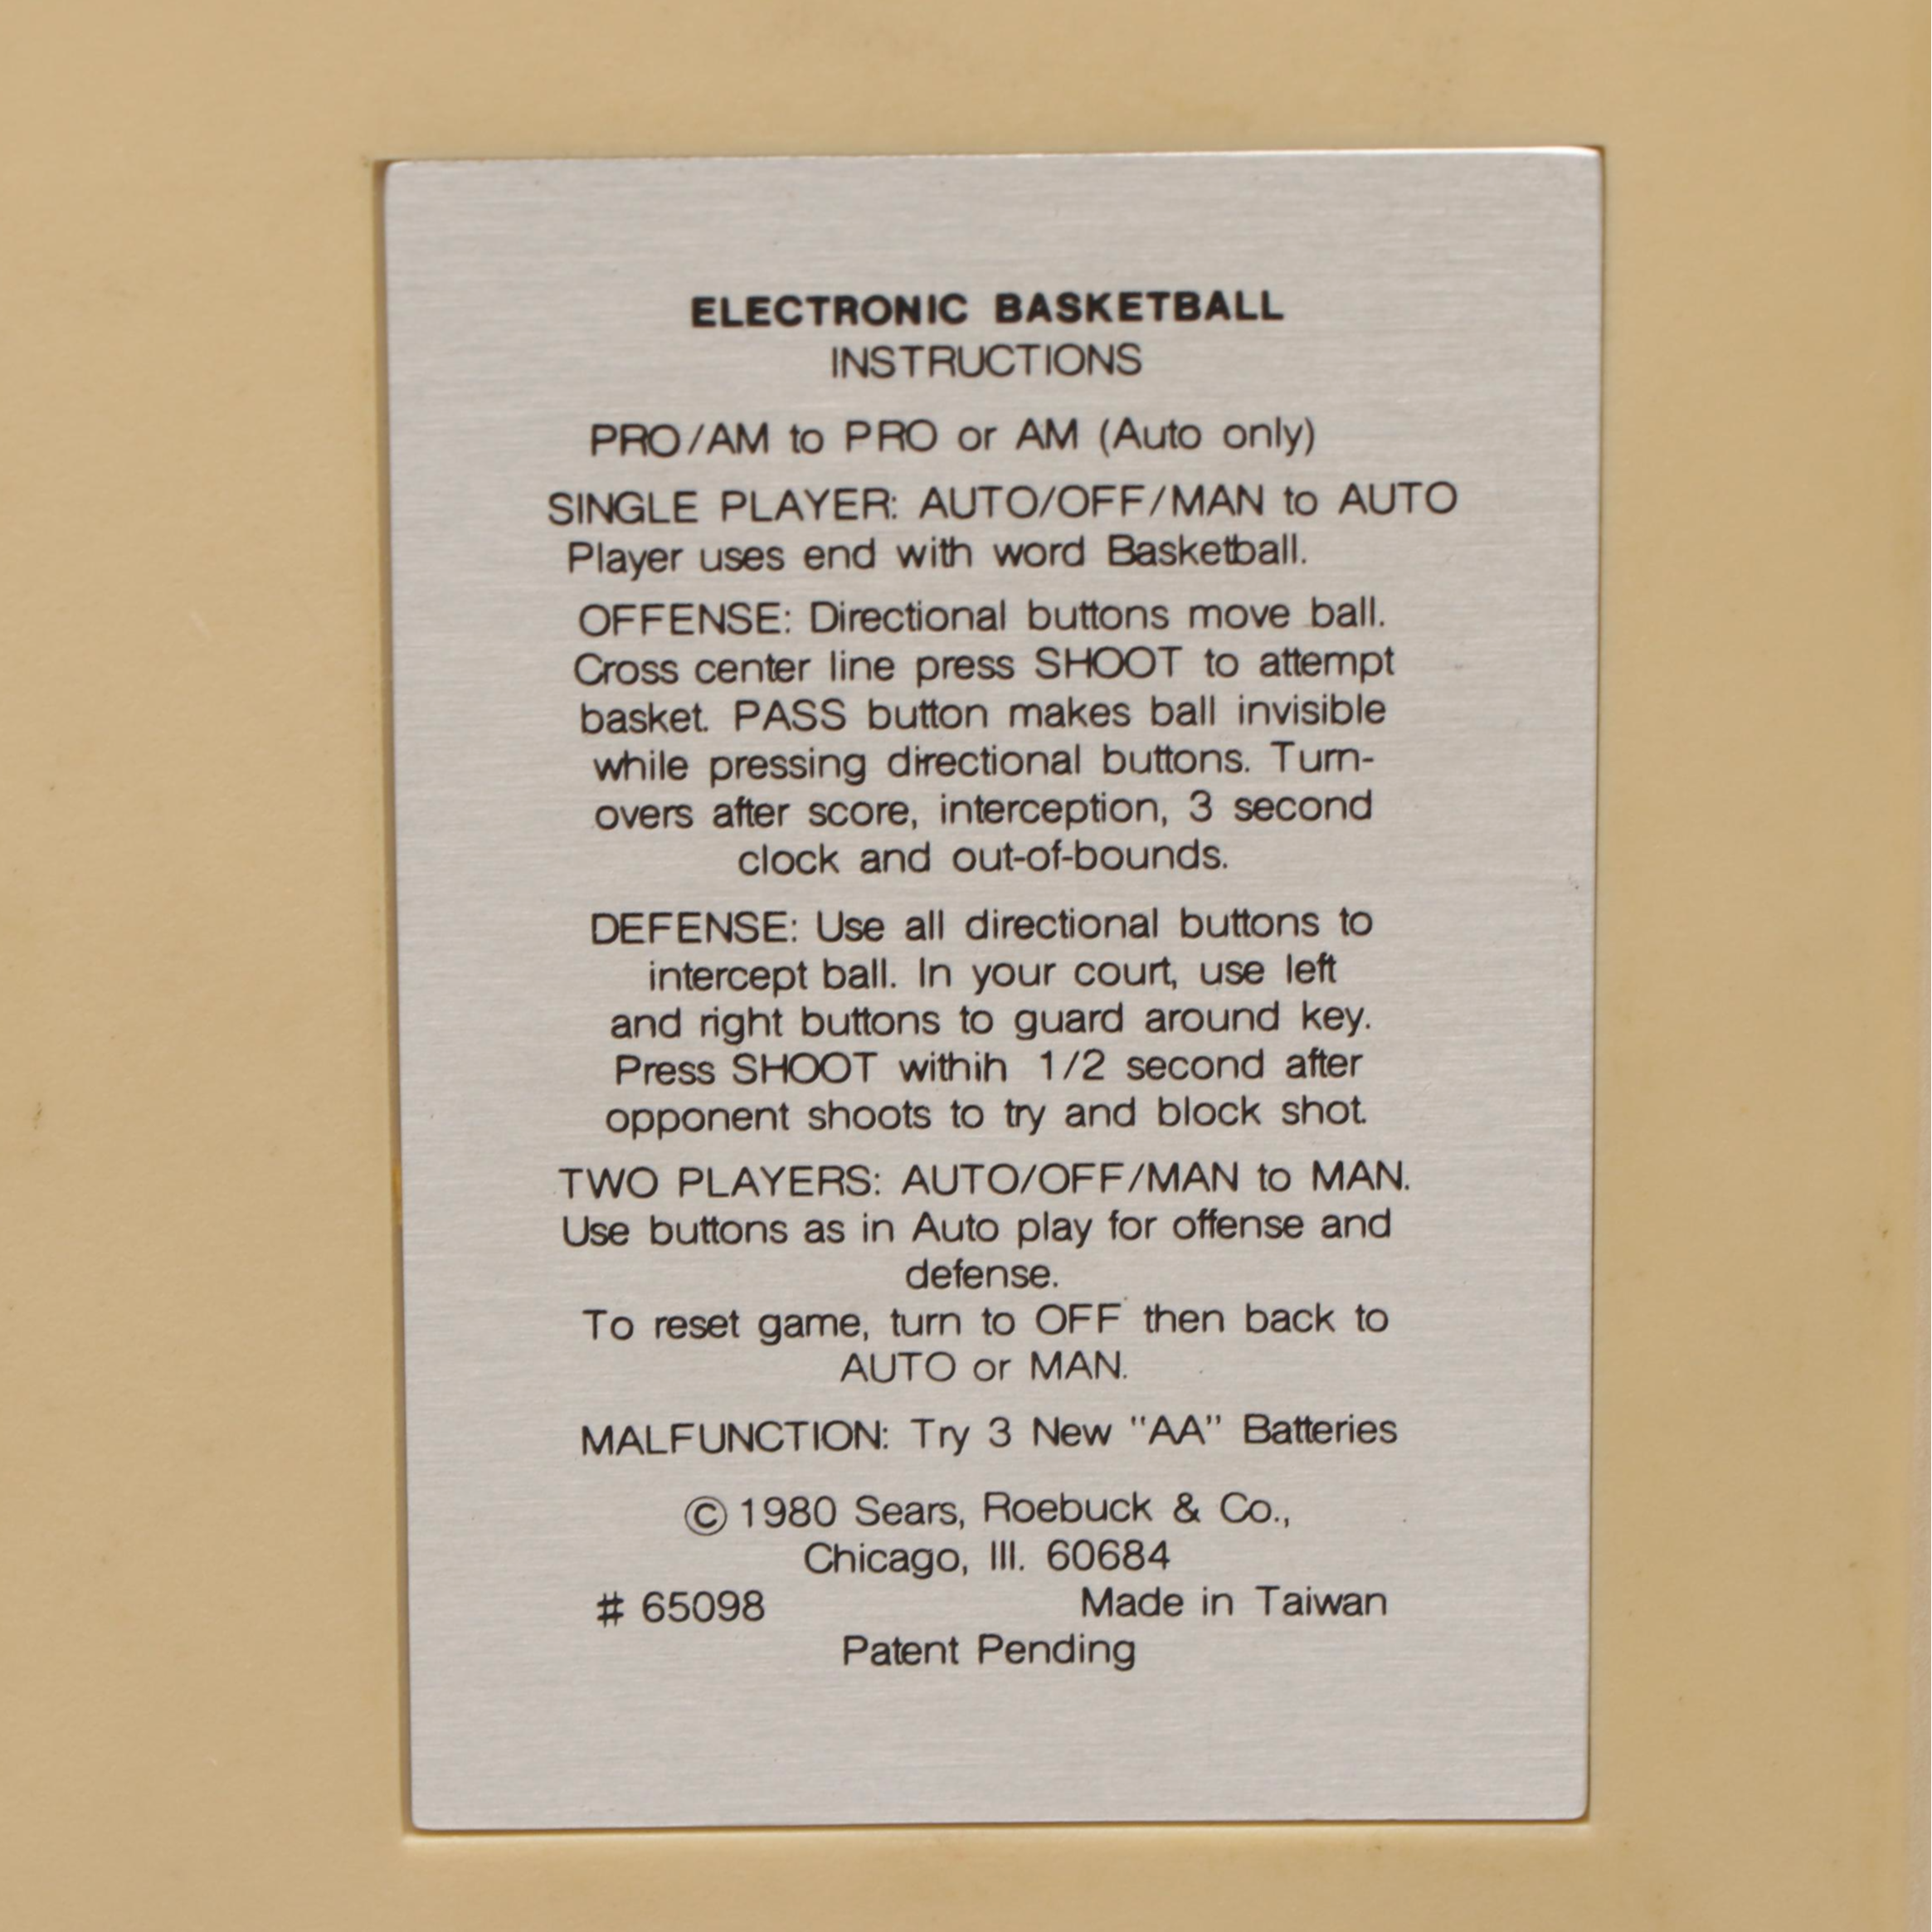 ELECTRONIC BASKETBALL
INSTRUCTIONS
PRO/AM to PRO or AM (Auto only)
SINGLE PLAYER: AUTO/OFF/MAN to AUTO
Player uses end with word Basketball.
OFFENSE: Directional buttons move ball.
Cross center line press SHOOT to attempt
basket. PASS button makes ball invisible
while pressing directional buttons. Turn-
overs after score, interception, 3 second
clock and out-of-bounds.
DEFENSE: Use all directional buttons to
intercept ball. In your court, use left
and right buttons to guard around key.
Press SHOOT withih 1/2 second after
opponent shoots to try and block shot.
TWO PLAYERS: AUTO/OFF/MAN to MAN.
Use buttons as in Auto play for offense and
defense.
To reset game, turn to OFF then back to
AUTO or MAN.
MALFUNCTION: Try 3 New "AA" Batteries
© 1980 Sears, Roebuck & Co.,
Chicago, Ill. 60684
# 65098 Made in Taiwan
Patent Pending